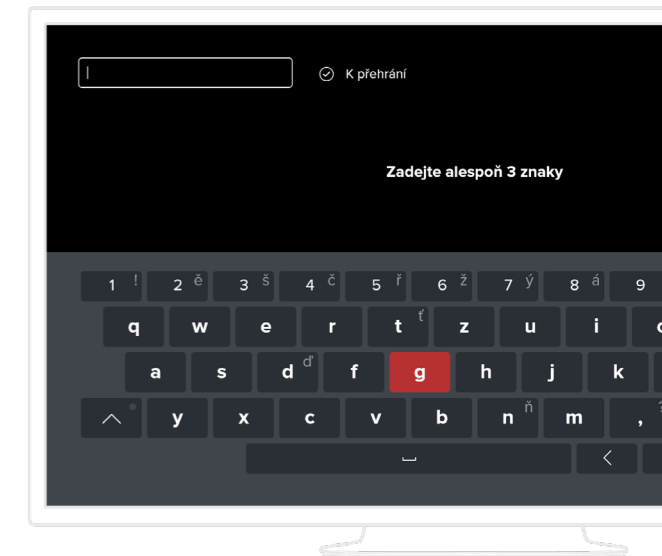 K přehrání
Zadejte alespoň 3 znaky
1 ! 2 ě 3 š 4 č 5 ř 6 ž 7 ý 8 á 9
q w e r t ť z u i
a s d ď f g h j k
y x c v b n ň m , ?